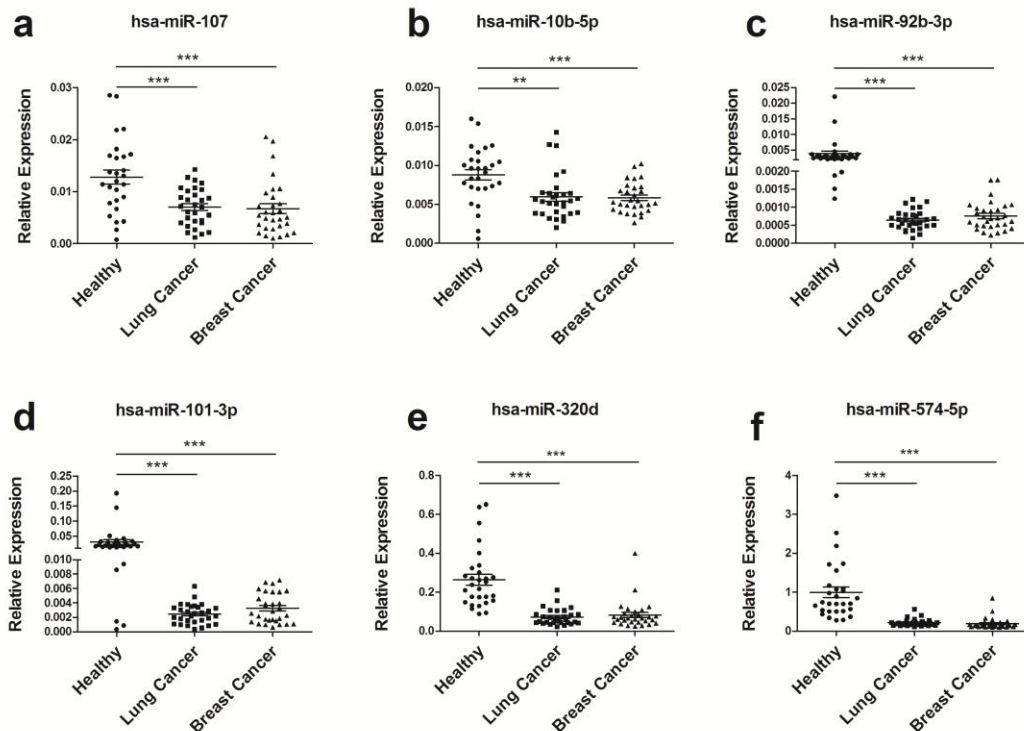 a
hsa-miR-107
***
***
Relative Expression
0.03
0.02
0.01
0.00
Healthy
Lung Cancer
Breast Cancer
b
hsa-miR-10b-5p
***
**
Relative Expression
0.020
0.015
0.010
0.005
0.000
Healthy
Lung Cancer
Breast Cancer
c
hsa-miR-92b-3p
***
***
Relative Expression
0.025
0.020
0.015
0.010
0.005
0.0020
0.0015
0.0010
0.0005
0.0000
Healthy
Lung Cancer
Breast Cancer
d
hsa-miR-101-3p
***
***
Relative Expression
0.25
0.20
0.15
0.10
0.05
0.010
0.008
0.006
0.004
0.002
0.000
Healthy
Lung Cancer
Breast Cancer
e
hsa-miR-320d
***
***
Relative Expression
0.8
0.6
0.4
0.2
0.0
Healthy
Lung Cancer
Breast Cancer
f
hsa-miR-574-5p
***
***
Relative Expression
4
3
2
1
0
Healthy
Lung Cancer
Breast Cancer